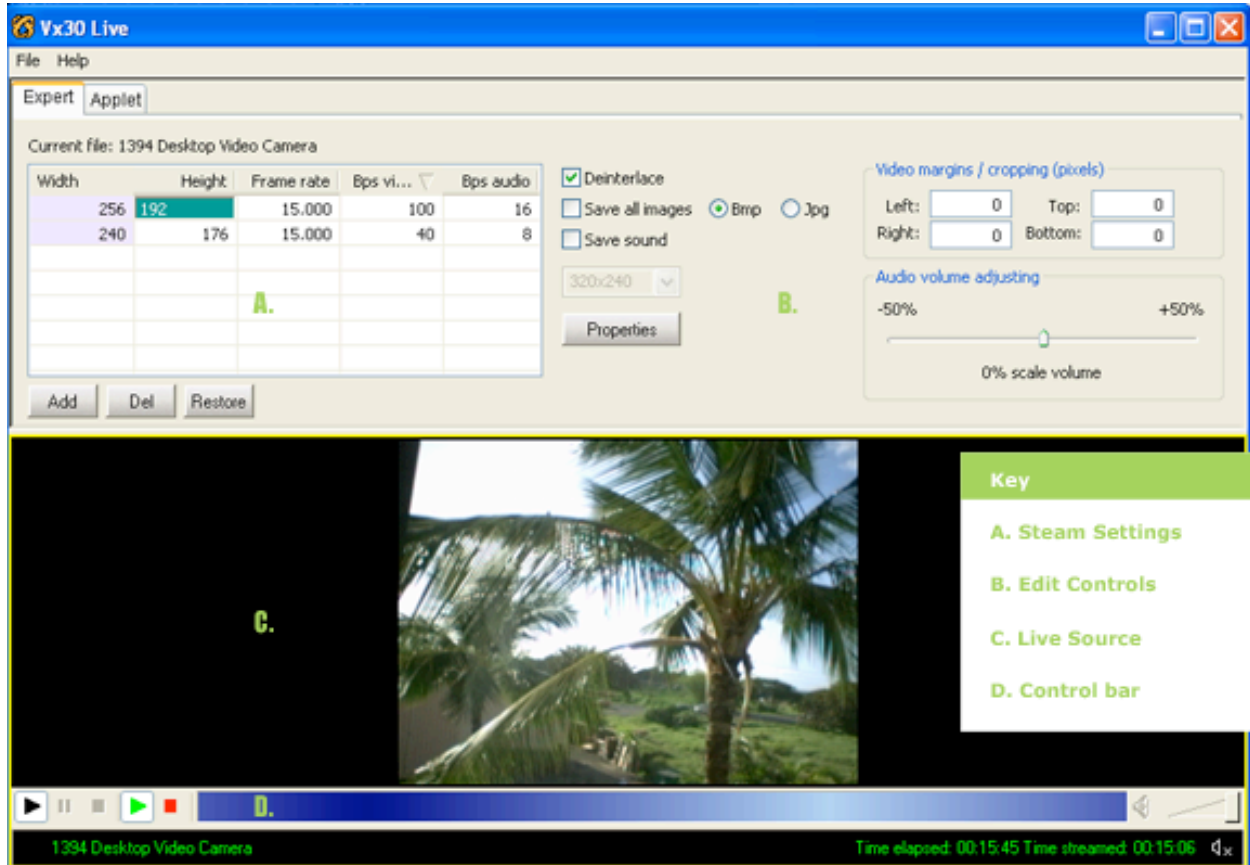 Vx30 Live
File Help
Expert Applet
Current file: 1394 Desktop Video Camera
Width Height Frame rate Bps vi... Bps audio
256 192 15.000 100 16
240 176 15.000 40 8
A.
Add Del Restore
Deinterlace
Save all images Bmp Jpg
Save sound
320x240
Properties
B.
Video margins / cropping (pixels)
Left: 0 Top: 0
Right: 0 Bottom: 0
Audio volume adjusting
-50% +50%
0% scale volume
C.
Key
A. Steam Settings
B. Edit Controls
C. Live Source
D. Control bar
D.
1394 Desktop Video Camera Time elapsed: 00:15:45 Time streamed: 00:15:06